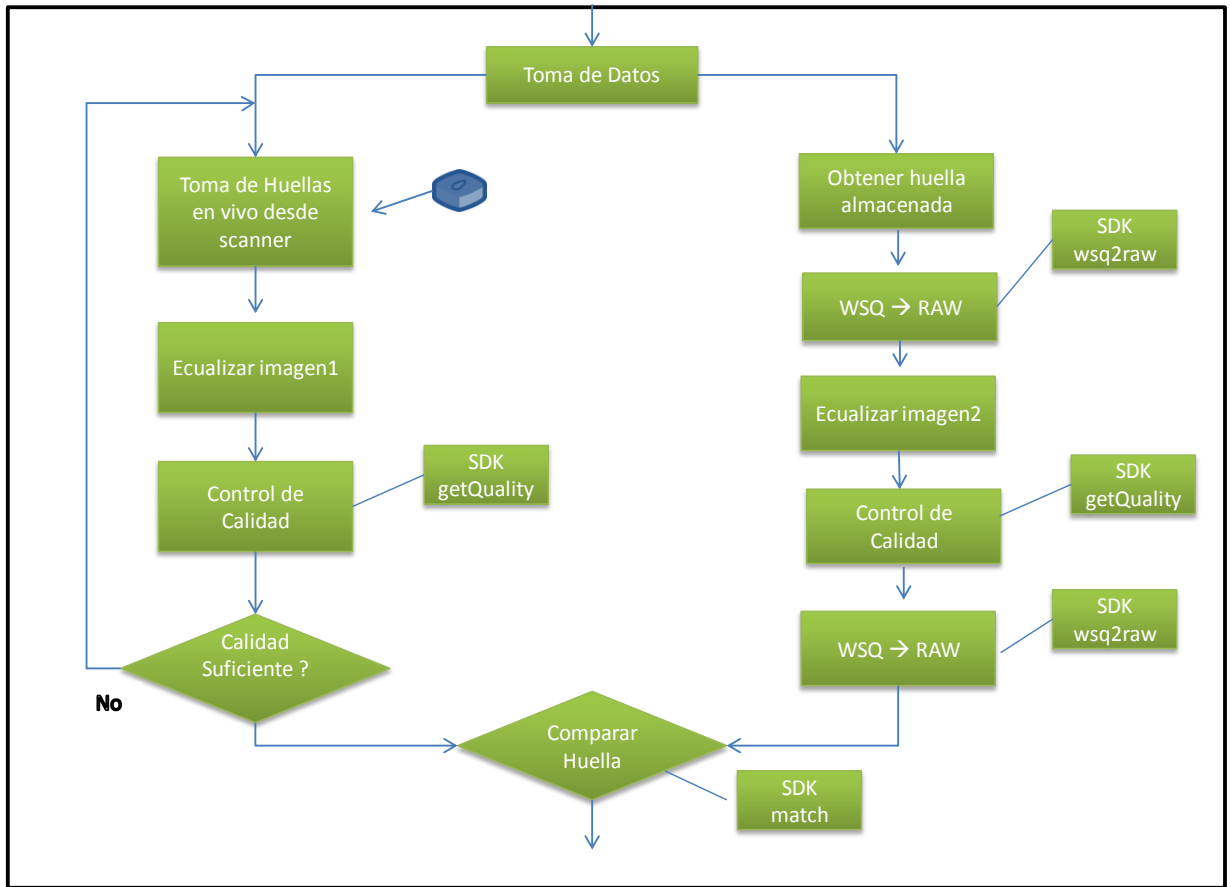 Toma de Datos
Toma de Huellas
en vivo desde
scanner
Ecualizar imagen1
Control de
Calidad
SDK
getQuality
Calidad
Suficiente ?
No
Obtener huella
almacenada
SDK
wsq2raw
WSQ → RAW
Ecualizar imagen2
SDK
getQuality
Control de
Calidad
SDK
wsq2raw
WSQ → RAW
Comparar
Huella
SDK
match